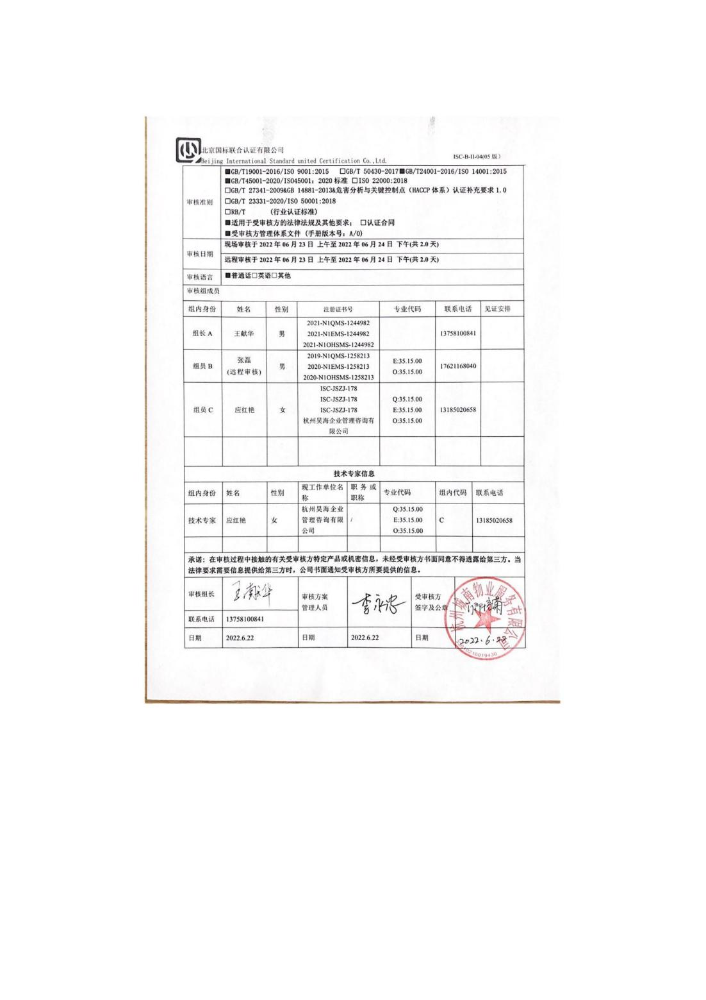 北京国标联合认证有限公司
Beijing International Standard united Certification Co.,Ltd.
ISC-B-II-04(05 版)
审核准则
■GB/T19001-2016/ISO 9001:2015 □GB/T 50430-2017■GB/T24001-2016/ISO 14001:2015
■GB/T45001-2020/ISO45001：2020 标准 □ISO 22000:2018
□GB/T 27341-2009&GB 14881-2013&危害分析与关键控制点（HACCP 体系）认证补充要求 1.0
□GB/T 23331-2020/ISO 50001:2018
□RB/T （行业认证标准）
■适用于受审核方的法律法规及其他要求； □认证合同
■受审核方管理体系文件（手册版本号：A/0）
审核日期
现场审核于 2022 年 06 月 23 日 上午至 2022 年 06 月 24 日 下午(共 2.0 天)
远程审核于 2022 年 06 月 23 日 上午至 2022 年 06 月 24 日 下午(共 2.0 天)
审核语言 ■普通话□英语□其他
审核组成员
组内身份 姓名 性别 注册证书号 专业代码 联系电话 见证安排
组长 A 王献华 男
2021-N1QMS-1244982
2021-N1EMS-1244982
2021-N1OHSMS-1244982
13758100841
组员 B
张磊
(远程审核)
男
2019-N1QMS-1258213
2020-N1EMS-1258213
2020-N1OHSMS-1258213
E:35.15.00
O:35.15.00
17621168040
组员 C 应红艳 女
ISC-JSZJ-178
ISC-JSZJ-178
ISC-JSZJ-178
杭州昊海企业管理咨询有
限公司
Q:35.15.00
E:35.15.00
O:35.15.00
13185020658
技术专家信息
组内身份 姓名 性别
现工作单位名
称
职 务 或
职称
专业代码 组内代码 联系电话
技术专家 应红艳 女
杭州昊海企业
管理咨询有限
公司
/
Q:35.15.00
E:35.15.00
O:35.15.00
C 13185020658
承诺：在审核过程中接触的有关受审核方特定产品或机密信息，未经受审核方书面同意不得透露给第三方。当
法律要求需要信息提供给第三方时，公司书面通知受审核方所要提供的信息。
审核组长 王献华
审核方案
管理人员
李永忠
受审核方
签字及公章
杭州城南物业服务有限公司
联系电话 13758100841
日期 2022.6.22 日期 2022.6.22 日期 2022.6.22
33010210019430